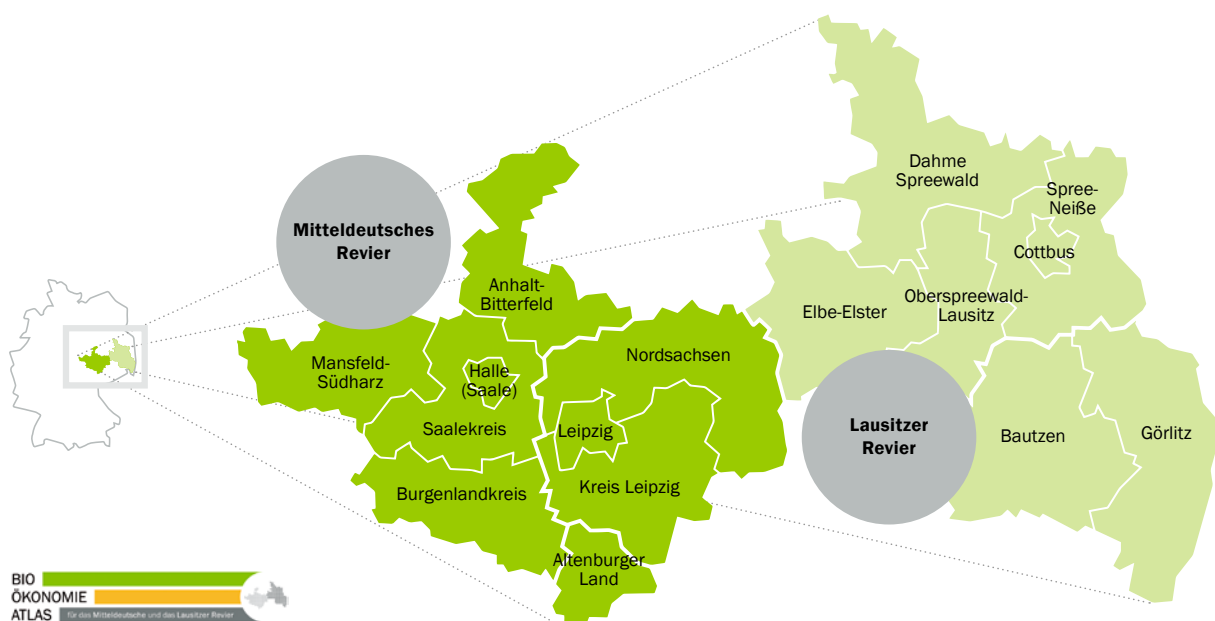 Mitteldeutsches
Revier
Anhalt-
Bitterfeld
Mansfeld-
Südharz
Halle
(Saale)
Saalekreis
Burgenlandkreis
Nordsachsen
Leipzig
Kreis Leipzig
Altenburger
Land
Dahme
Spreewald
Spree-
Neiße
Cottbus
Oberspreewald-
Lausitz
Elbe-Elster
Lausitzer
Revier
Bautzen
Görlitz
BIO
ÖKONOMIE
ATLAS für das Mitteldeutsche und das Lausitzer Revier